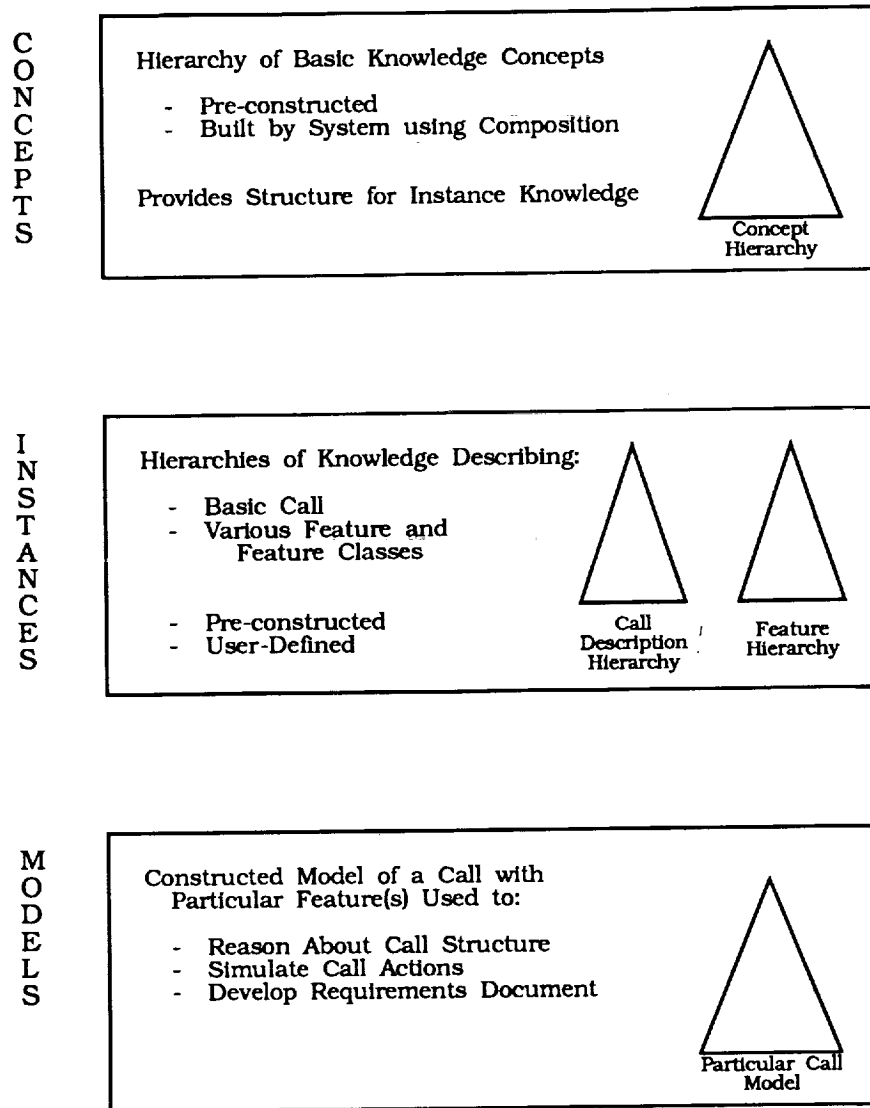 CONCEPTS
Hierarchy of Basic Knowledge Concepts
- Pre-constructed
- Built by System using Composition
Provides Structure for Instance Knowledge
Concept
Hierarchy
INSTANCES
Hierarchies of Knowledge Describing:
- Basic Call
- Various Feature and
Feature Classes
- Pre-constructed
- User-Defined
Call
Description
Hierarchy
Feature
Hierarchy
MODELS
Constructed Model of a Call with
Particular Feature(s) Used to:
- Reason About Call Structure
- Simulate Call Actions
- Develop Requirements Document
Particular Call
Model